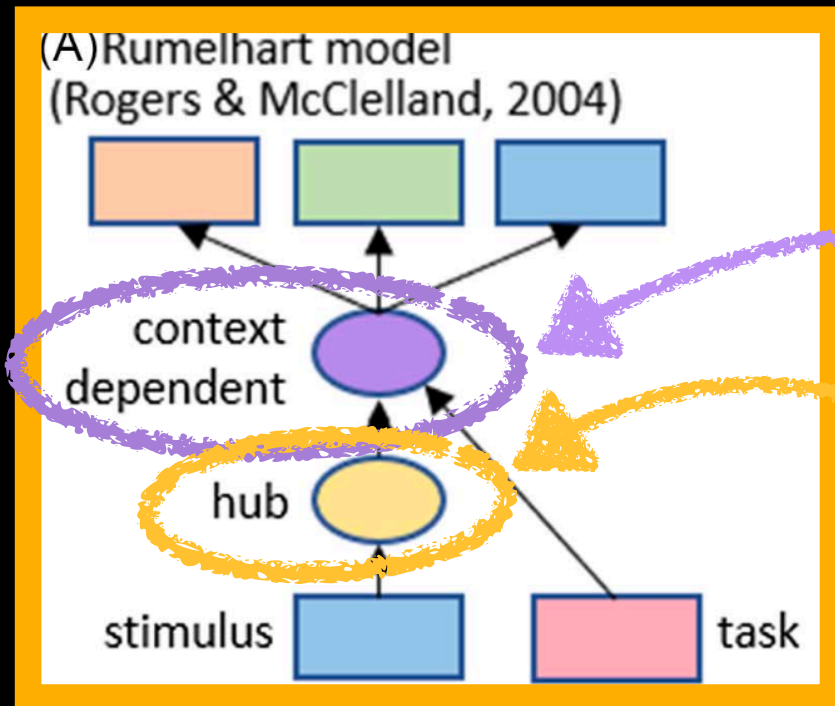 (A) Rumelhart model
(Rogers & McClelland, 2004)
context
dependent
hub
stimulus
task